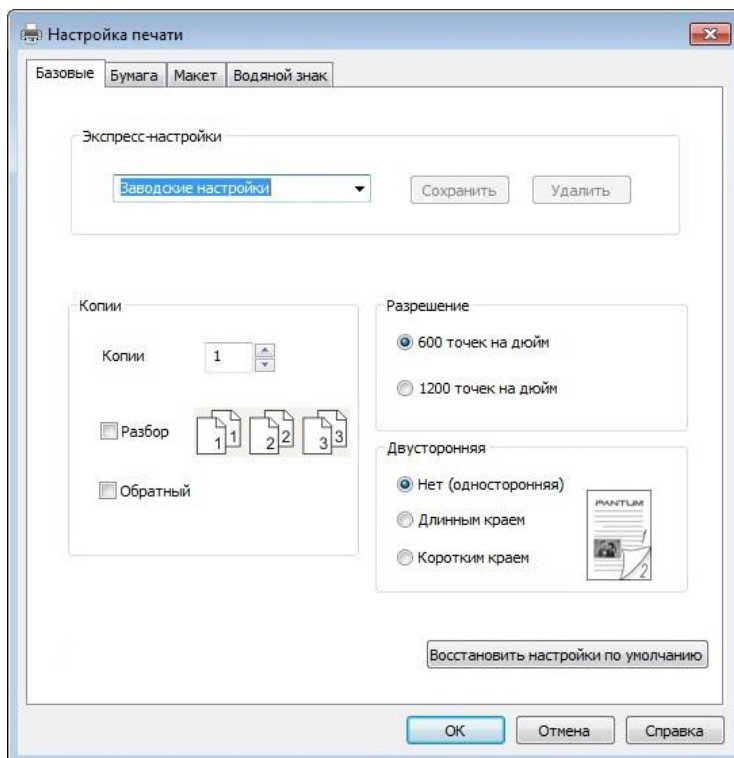 Настройка печати
Базовые Бумага Макет Водяной знак
Экспресс-настройки
Заводские настройки Сохранить Удалить
Копии
Копии 1
Разбор 1 1 2 2 3 3
Обратный
Разрешение
600 точек на дюйм
1200 точек на дюйм
Двусторонняя
Нет (односторонняя)
Длинным краем
Коротким краем
PANTUM
1
2
Восстановить настройки по умолчанию
ОК Отмена Справка